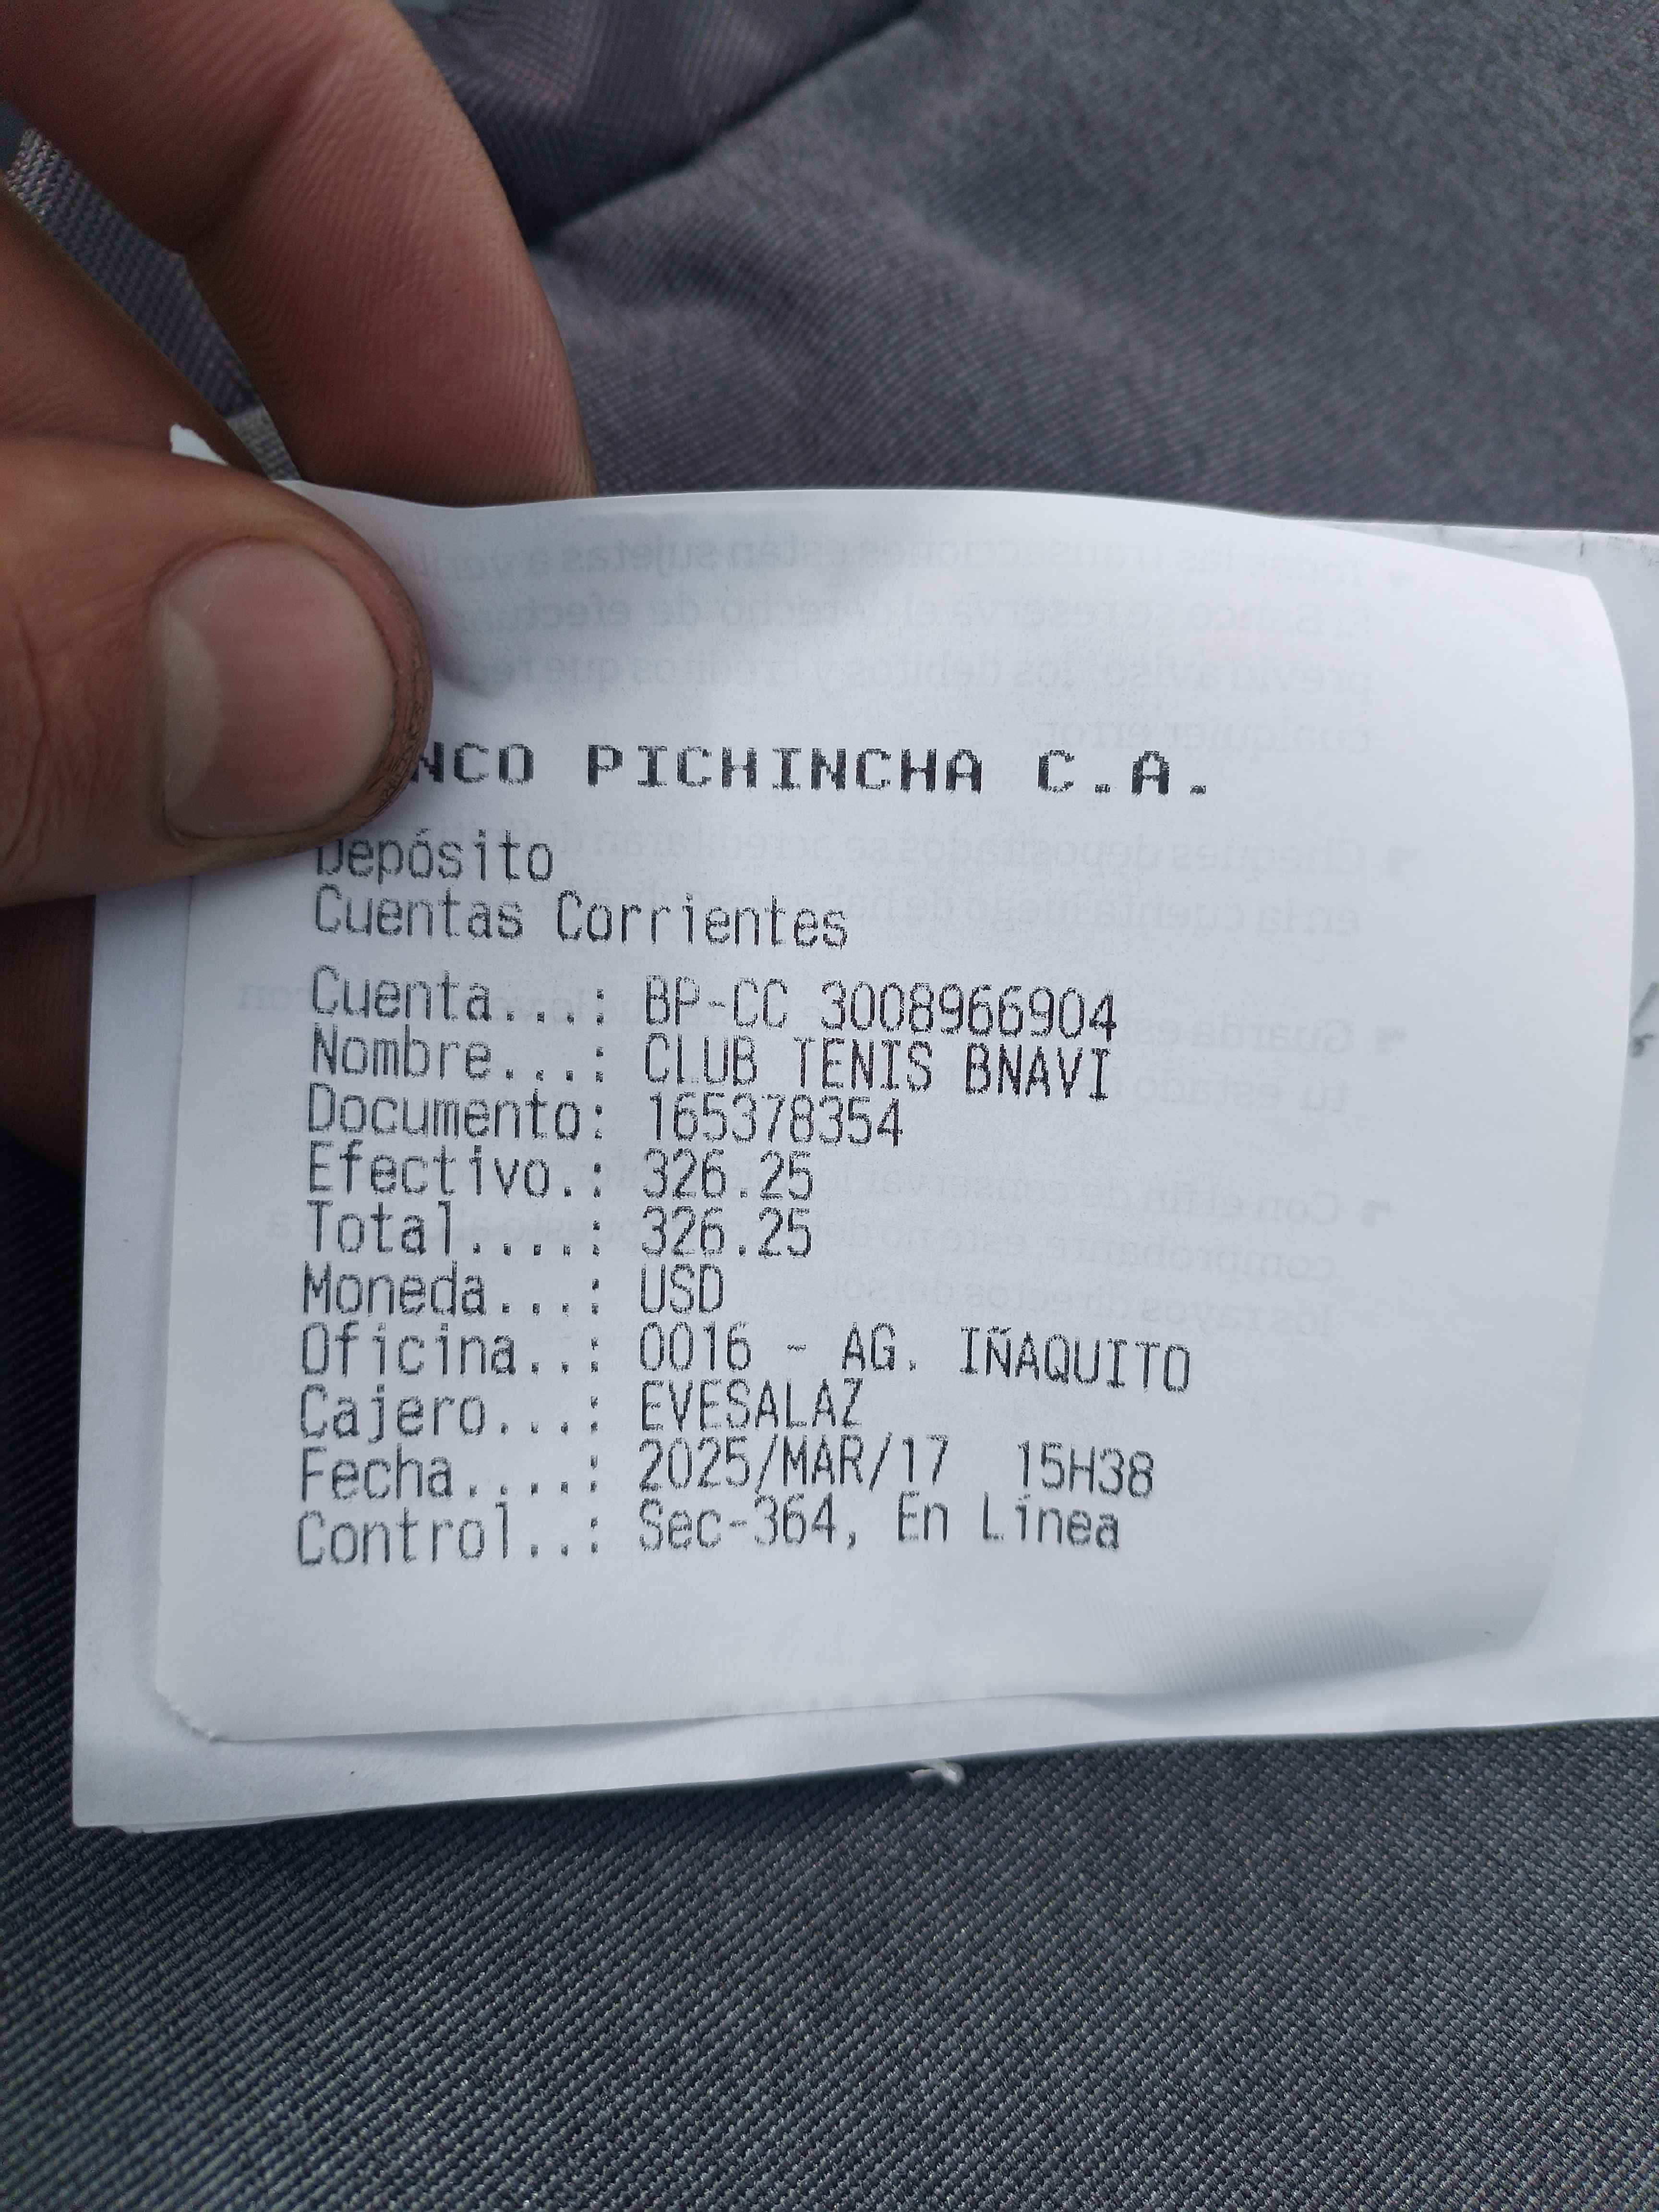 NCO PICHINCHA C.A.
Depósito
Cuentas Corrientes
Cuenta...: BP-CC 3008966904
Nombre...: CLUB TENIS BNAVI
Documento: 165378354
Efectivo.: 326.25
Total....: 326.25
Moneda...: USD
Oficina..: 0016 - AG. IÑAQUITO
Cajero...: EVESALAZ
Fecha....: 2025/MAR/17 15H38
Control..: Sec-364, En Línea